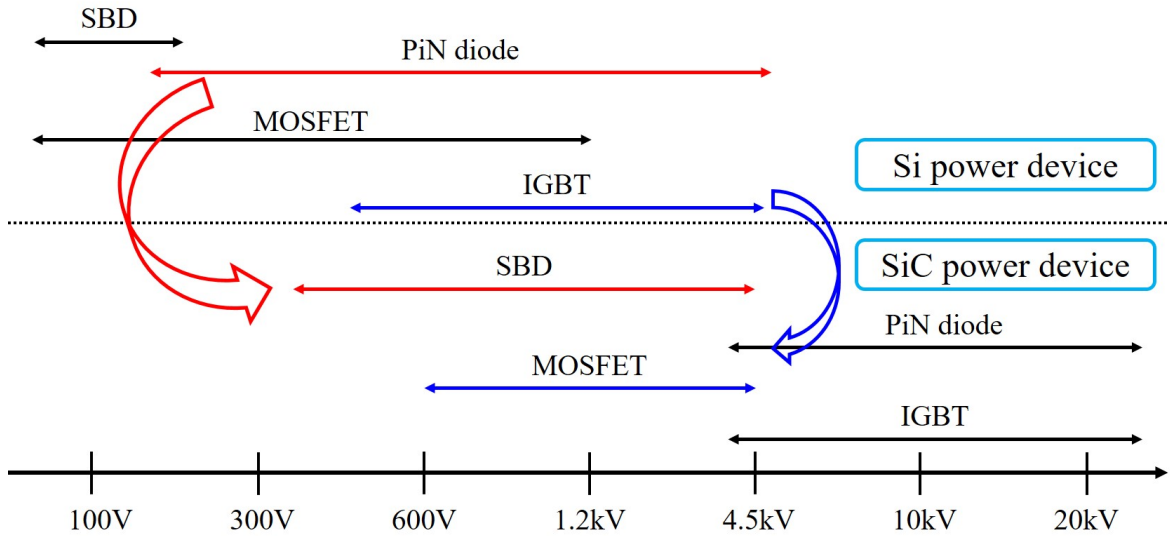 SBD
PiN diode
MOSFET
Si power device
IGBT
SiC power device
SBD
PiN diode
MOSFET
IGBT
100V 300V 600V 1.2kV 4.5kV 10kV 20kV